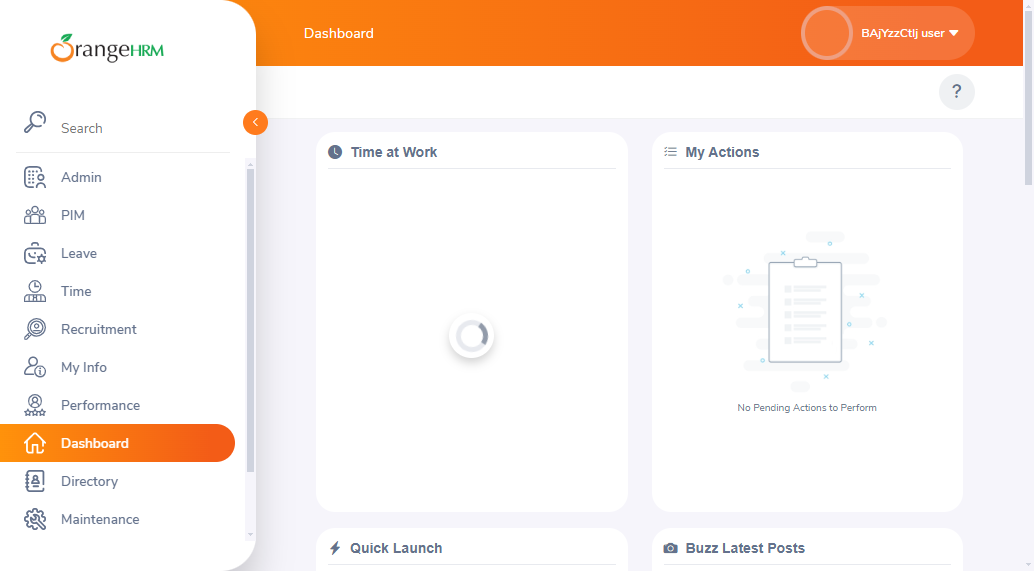 OrangeHRM
Dashboard
BAjYzzCtlj user
Search
?
Admin
PIM
Leave
Time
Recruitment
My Info
Performance
Dashboard
Directory
Maintenance
Time at Work
My Actions
No Pending Actions to Perform
Quick Launch
Buzz Latest Posts